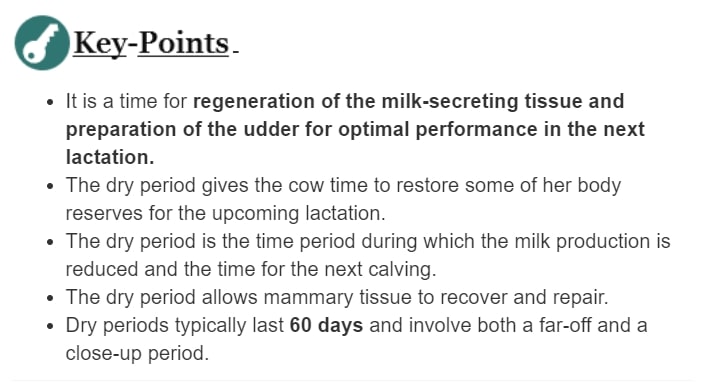 Key-Points-
• It is a time for regeneration of the milk-secreting tissue and
preparation of the udder for optimal performance in the next
lactation.
• The dry period gives the cow time to restore some of her body
reserves for the upcoming lactation.
• The dry period is the time period during which the milk production is
reduced and the time for the next calving.
• The dry period allows mammary tissue to recover and repair.
• Dry periods typically last 60 days and involve both a far-off and a
close-up period.